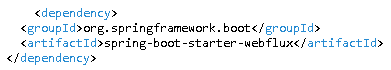 <dependency>
<groupId>org.springframework.boot</groupId>
<artifactId>spring-boot-starter-webflux</artifactId>
</dependency>